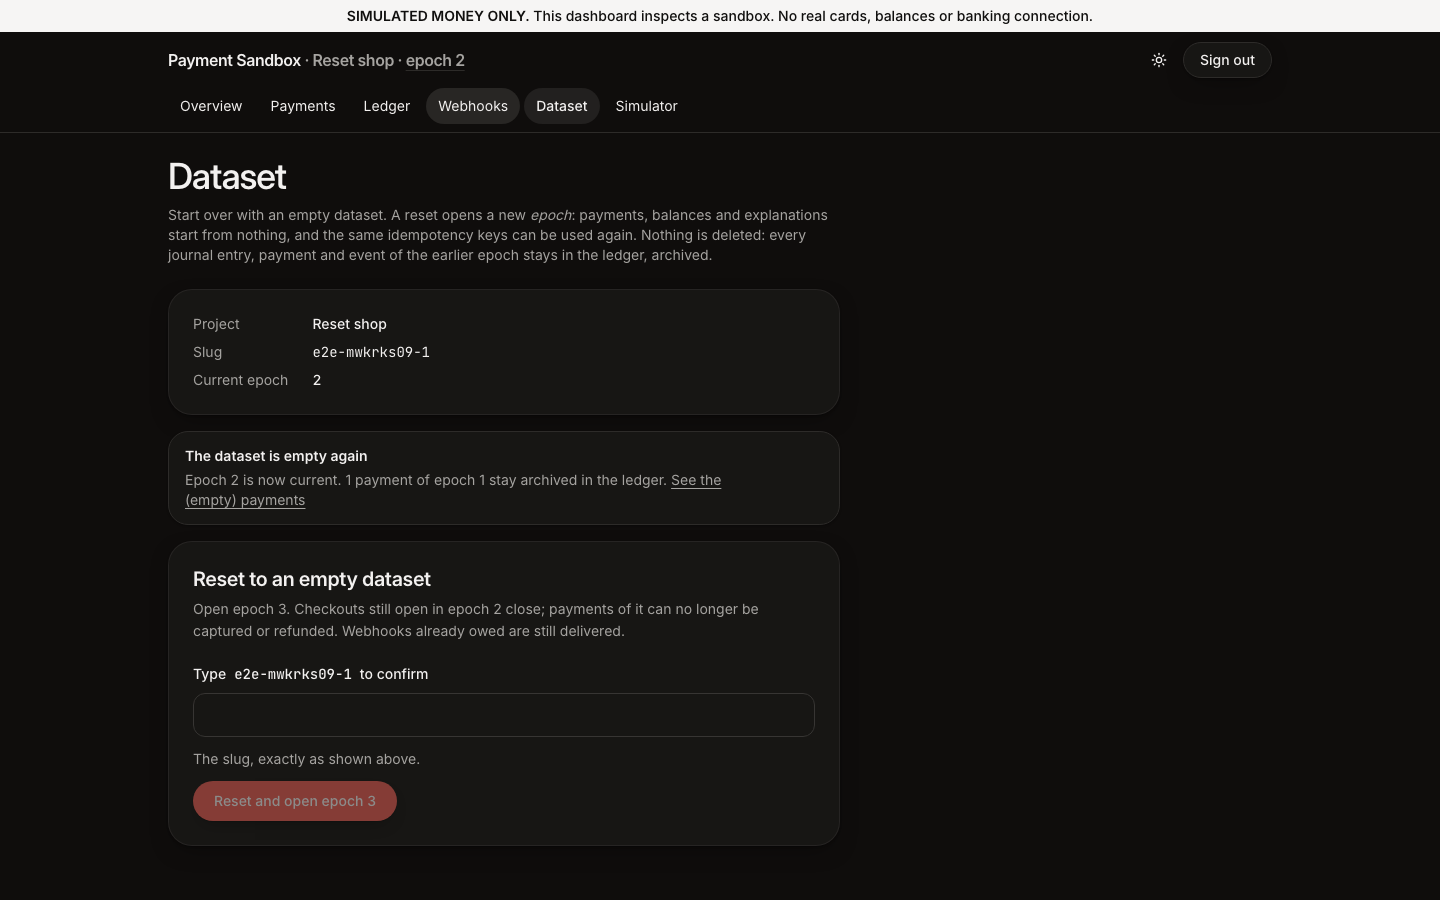 SIMULATED MONEY ONLY. This dashboard inspects a sandbox. No real cards, balances or banking connection.
Payment Sandbox · Reset shop · epoch 2
Sign out
Overview Payments Ledger Webhooks Dataset Simulator
Dataset
Start over with an empty dataset. A reset opens a new epoch: payments, balances and explanations
start from nothing, and the same idempotency keys can be used again. Nothing is deleted: every
journal entry, payment and event of the earlier epoch stays in the ledger, archived.
Project Reset shop
Slug e2e-mwkrks09-1
Current epoch 2
The dataset is empty again
Epoch 2 is now current. 1 payment of epoch 1 stay archived in the ledger. See the
(empty) payments
Reset to an empty dataset
Open epoch 3. Checkouts still open in epoch 2 close; payments of it can no longer be
captured or refunded. Webhooks already owed are still delivered.
Type e2e-mwkrks09-1 to confirm
The slug, exactly as shown above.
Reset and open epoch 3